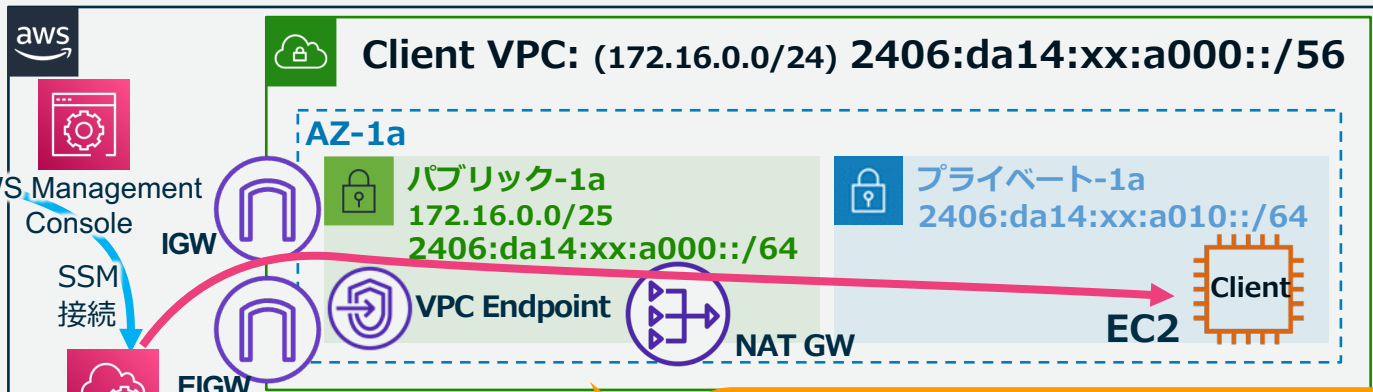 aws
Client VPC: (172.16.0.0/24) 2406:da14:xx:a000::/56
AZ-1a
パブリック-1a
172.16.0.0/25
2406:da14:xx:a000::/64
プライベート-1a
2406:da14:xx:a010::/64
S Management
Console
IGW
SSM
接続
VPC Endpoint
NAT GW
EC2
Client
EIGW